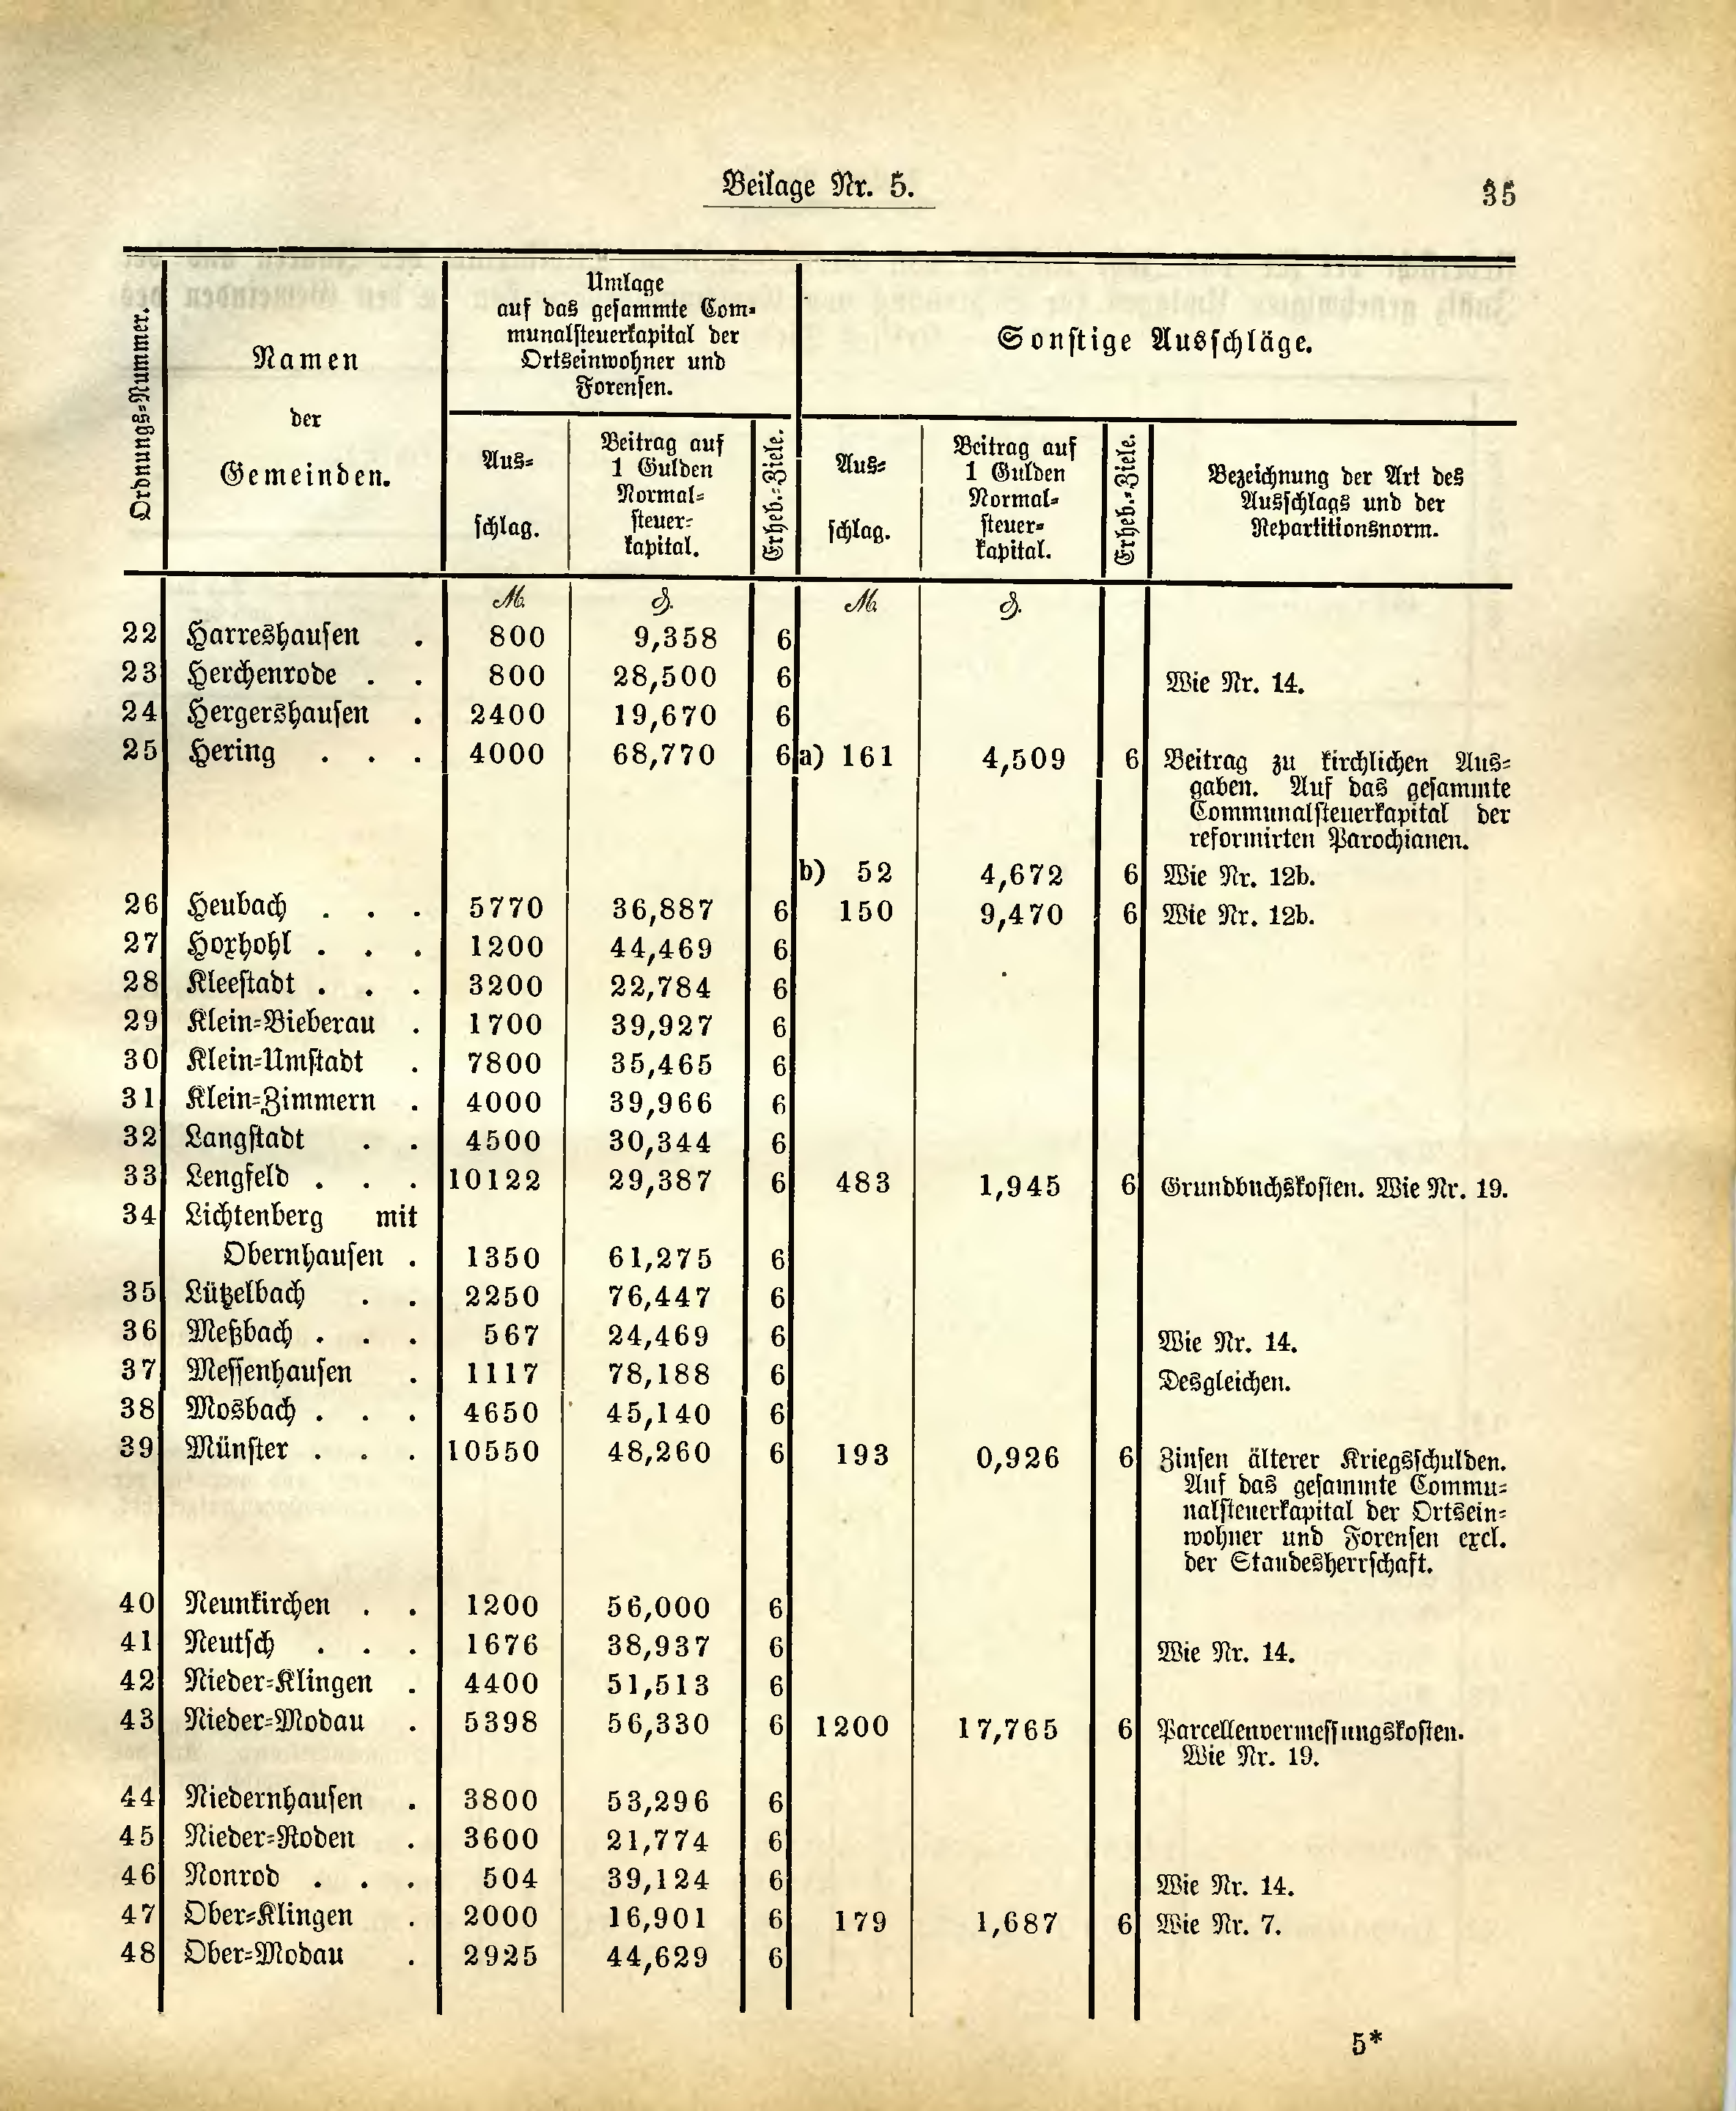 Beilage Nr. 5.
35
Ordnungs-Nummer.
Namen
der
Gemeinden.
Umlage
auf das gesammte Com-
munalsteuerkapital der
Ortseinwohner und
Forensen.
Sonstige Ausschläge.
Aus-
schlag.
Beitrag auf
1 Gulden
Normal-
steuer-
kapital.
Erheb.-Ziele.
Aus-
schlag.
Beitrag auf
1 Gulden
Normal-
steuer-
kapital.
Erheb.-Ziele.
Bezeichnung der Art des
Ausschlags und der
Repartitionsnorm.
M. ₰. M. ₰.
22 Harreshausen . 800 9,358 6
23 Herchenrode . . 800 28,500 6 Wie Nr. 14.
24 Hergershausen . 2400 19,670 6
25 Hering . . . 4000 68,770 6 a) 161 4,509 6 Beitrag zu kirchlichen Aus-
gaben. Auf das gesammte
Communalsteuerkapital der
reformirten Parochianen.
b) 52 4,672 6 Wie Nr. 12b.
26 Heubach . . . 5770 36,887 6 150 9,470 6 Wie Nr. 12b.
27 Hoxhohl . . . 1200 44,469 6
28 Kleestadt . . . 3200 22,784 6
29 Klein-Bieberau . 1700 39,927 6
30 Klein-Umstadt . 7800 35,465 6
31 Klein-Zimmern . 4000 39,966 6
32 Langstadt . . 4500 30,344 6
33 Lengfeld . . . 10122 29,387 6 483 1,945 6 Grundbuchskosten. Wie Nr. 19.
34 Lichtenberg mit
Obernhausen . 1350 61,275 6
35 Lützelbach . . 2250 76,447 6
36 Meßbach . . . 567 24,469 6 Wie Nr. 14.
37 Messenhausen . 1117 78,188 6 Desgleichen.
38 Mosbach . . . 4650 45,140 6
39 Münster . . . 10550 48,260 6 193 0,926 6 Zinsen älterer Kriegsschulden.
Auf das gesammte Commu-
nalsteuerkapital der Ortsein-
wohner und Forensen excl.
der Standesherrschaft.
40 Neunkirchen . . 1200 56,000 6
41 Neutsch . . . 1676 38,937 6 Wie Nr. 14.
42 Nieder-Klingen . 4400 51,513 6
43 Nieder-Modau . 5398 56,330 6 1200 17,765 6 Parcellenvermessungskosten.
Wie Nr. 19.
44 Niedernhausen . 3800 53,296 6
45 Nieder-Roden . 3600 21,774 6
46 Nonrod . . . 504 39,124 6 Wie Nr. 14.
47 Ober-Klingen . 2000 16,901 6 179 1,687 6 Wie Nr. 7.
48 Ober-Modau . 2925 44,629 6
5*